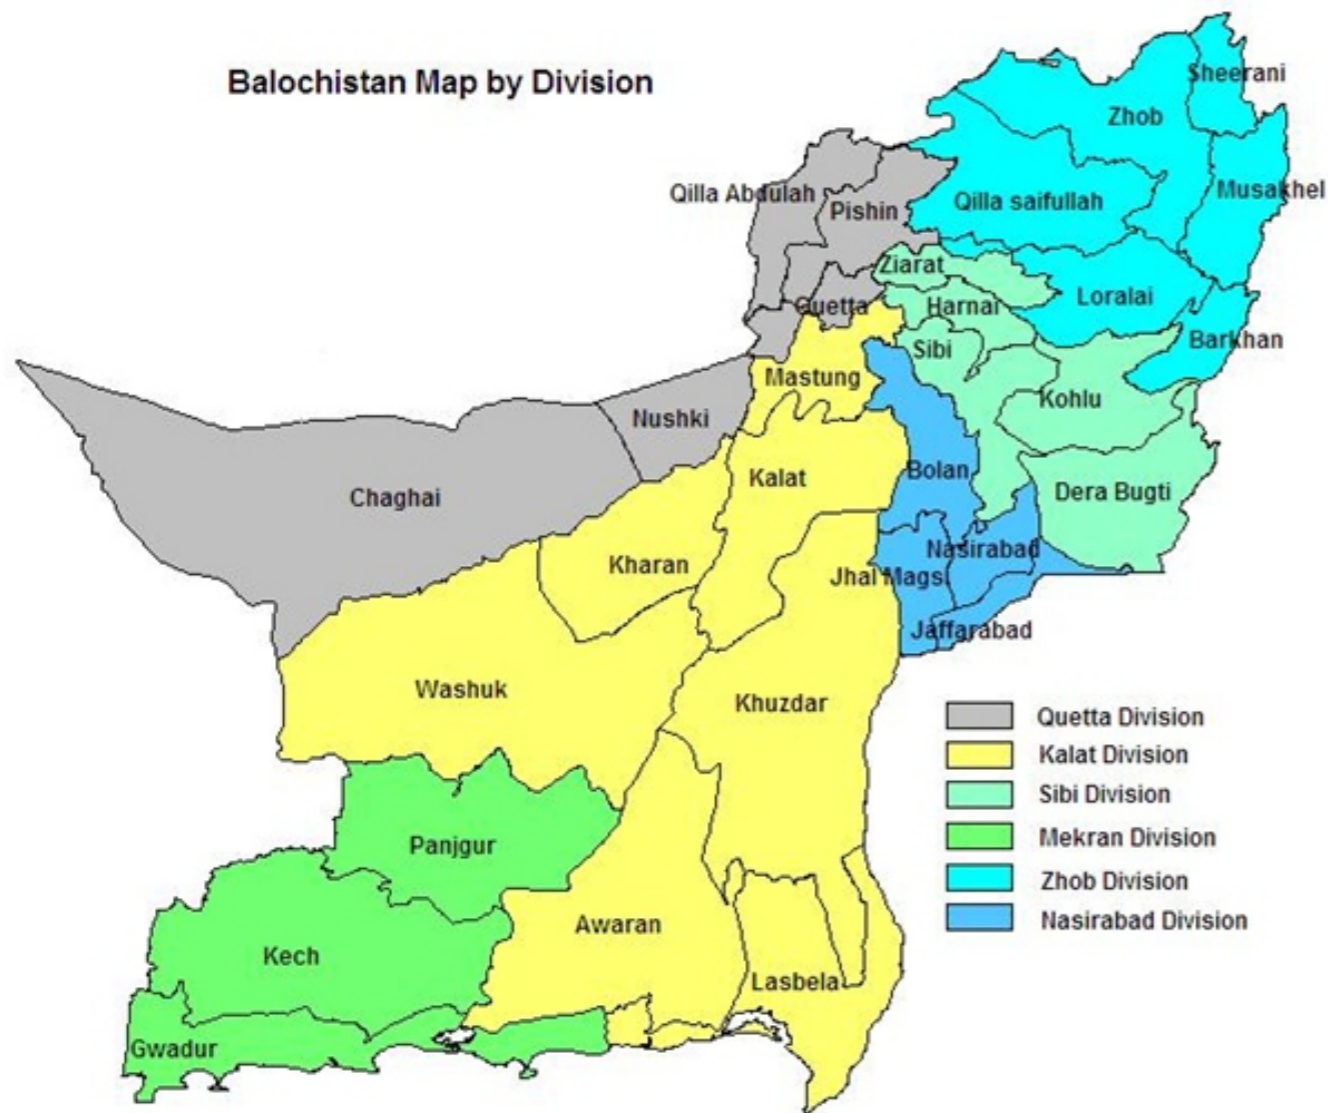 Balochistan Map by Division
Sheerani
Zhob
Qilla Abdulah
Pishin
Qilla saifullah
Musakhel
Ziarat
Quetta
Harnai
Loralai
Barkhan
Sibi
Mastung
Kohlu
Nushki
Kalat
Bolan
Dera Bugti
Chaghai
Kharan
Nasirabad
Jhal Mags
Jaffarabad
Washuk
Khuzdar
Panjgur
Awaran
Kech
Lasbela
Gwadur
Quetta Division
Kalat Division
Sibi Division
Mekran Division
Zhob Division
Nasirabad Division